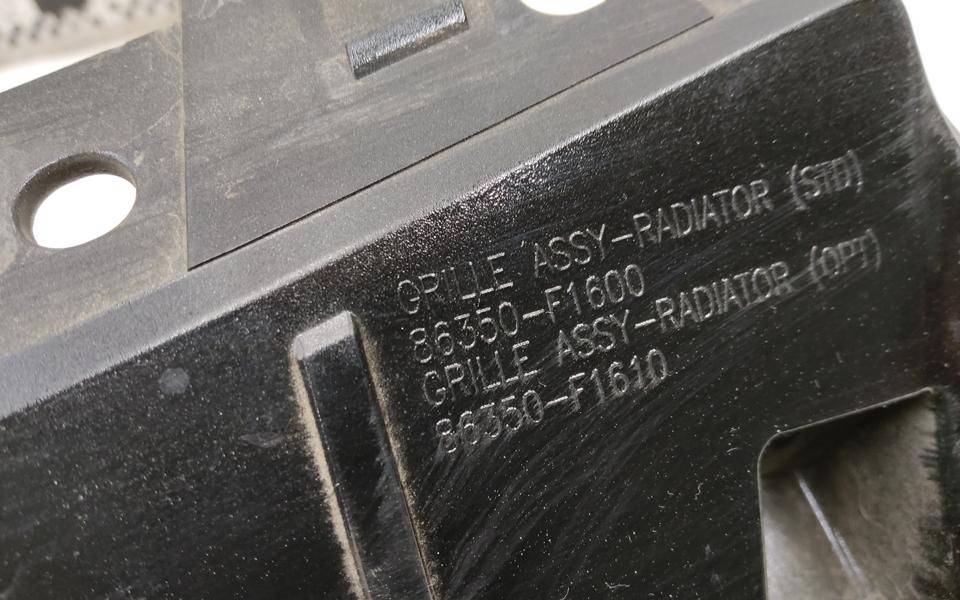 GRILLE ASSY-RADIATOR (STD)
86350-F1600
GRILLE ASSY-RADIATOR (OPT)
86350-F1610